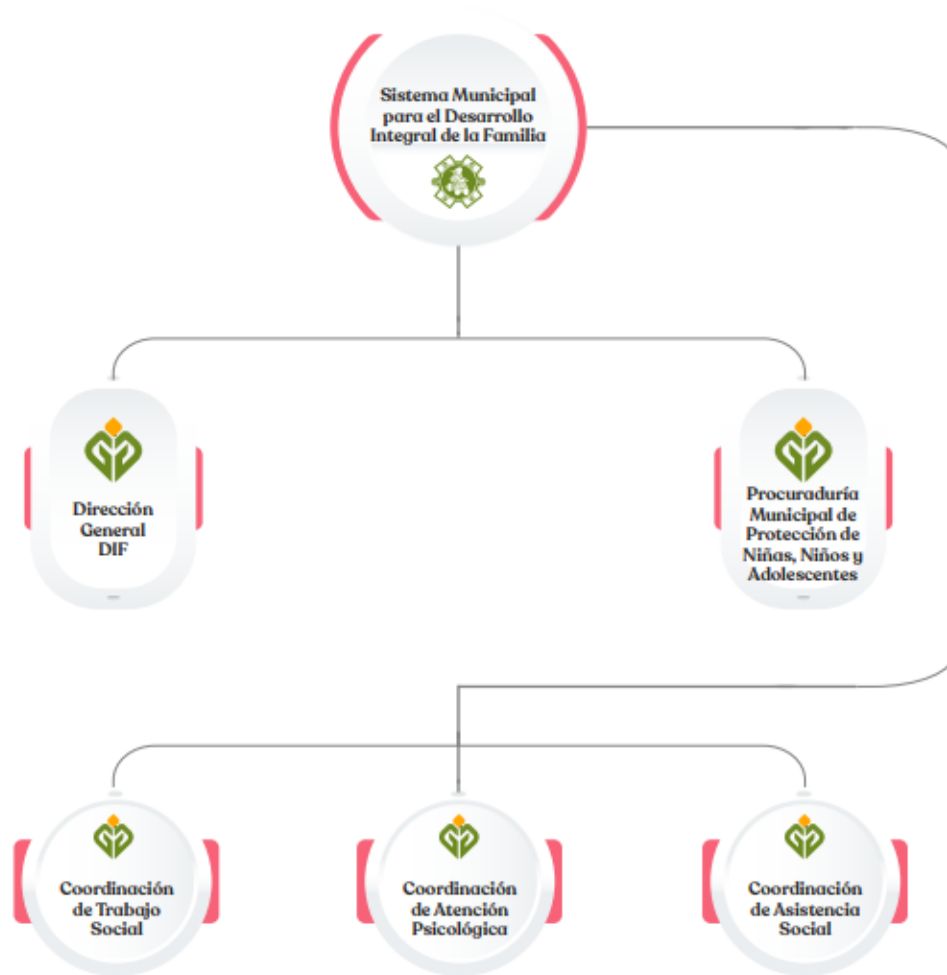 Sistema Municipal
para el Desarrollo
Integral de la Familia
Dirección
General
DIF
Procuraduría
Municipal de
Protección de
Niñas, Niños y
Adolescentes
Coordinación
de Trabajo
Social
Coordinación
de Atención
Psicológica
Coordinación
de Asistencia
Social